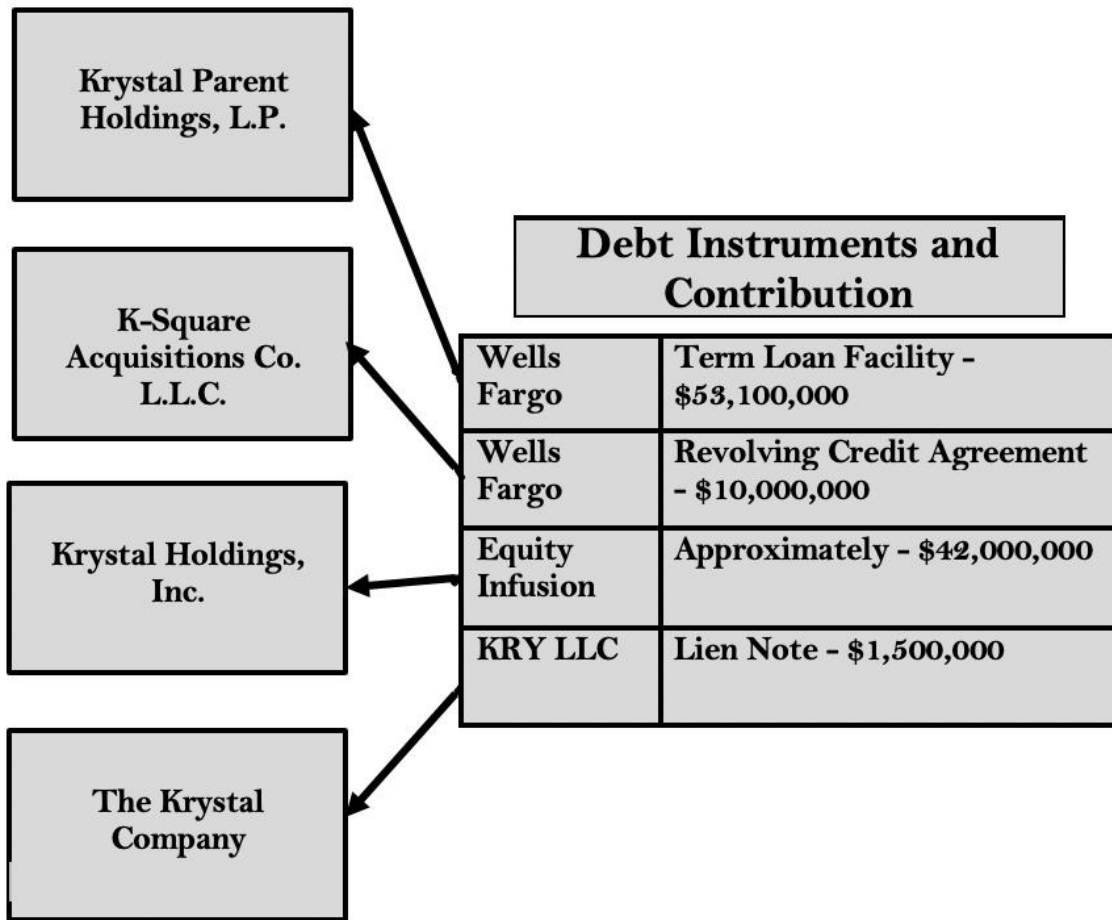 Krystal Parent
Holdings, L.P.
K-Square
Acquisitions Co.
L.L.C.
Krystal Holdings,
Inc.
The Krystal
Company
Debt Instruments and
Contribution
Wells
Fargo
Term Loan Facility -
$53,100,000
Wells
Fargo
Revolving Credit Agreement
- $10,000,000
Equity
Infusion
Approximately - $42,000,000
KRY LLC
Lien Note - $1,500,000